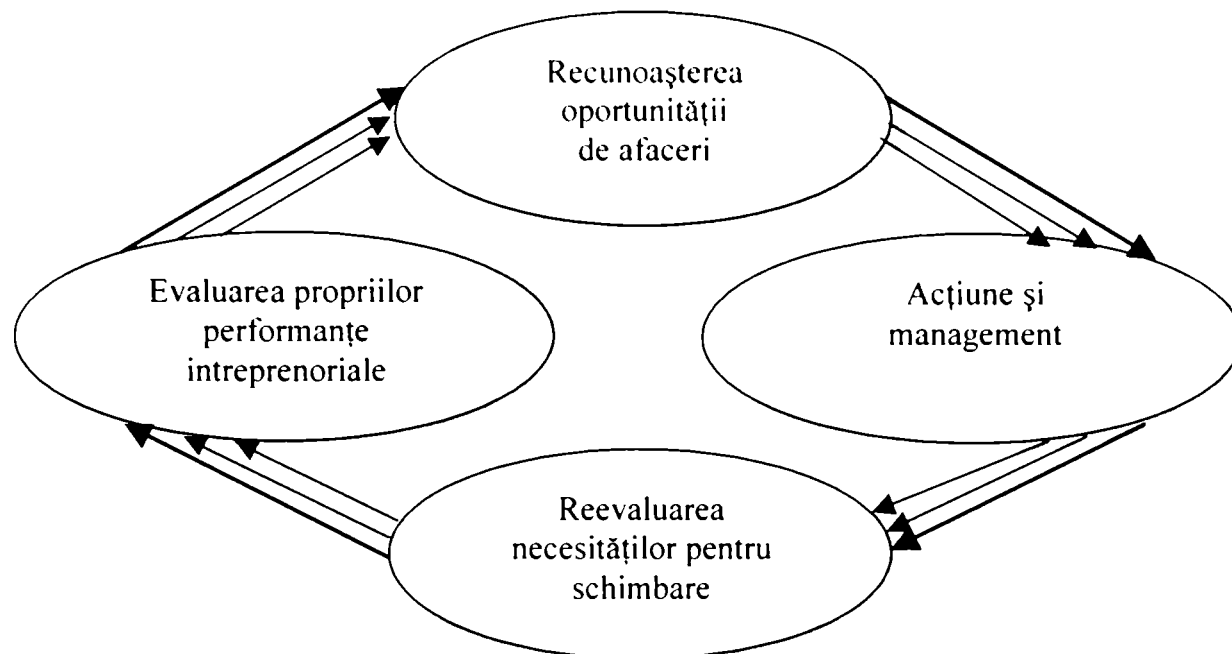 Recunoaşterea
oportunităţii
de afaceri
Evaluarea propriilor
performanţe
intreprenoriale
Acţiune şi
management
Reevaluarea
necesităţilor pentru
schimbare